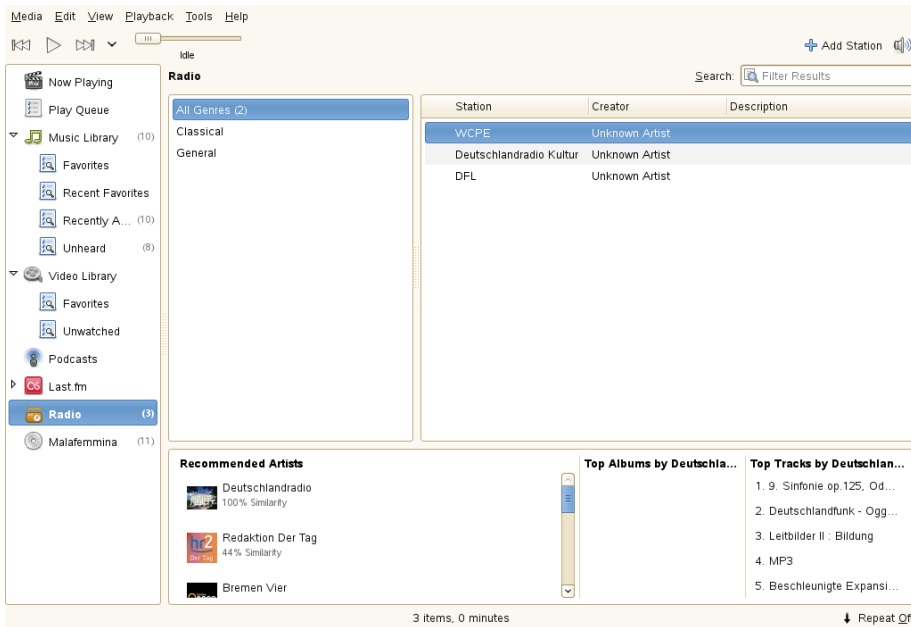 Media Edit View Playback Tools Help
Idle
Add Station
Now Playing
Play Queue
Music Library (10)
Favorites
Recent Favorites
Recently A... (10)
Unheard (8)
Video Library
Favorites
Unwatched
Podcasts
Last.fm
Radio (3)
Malafemmina (11)
Radio
Search: Filter Results
All Genres (2)
Classical
General
Station Creator Description
WCPE Unknown Artist
Deutschlandradio Kultur Unknown Artist
DFL Unknown Artist
Recommended Artists
Deutschlandradio
100% Similarity
hr2
Der Tag
Redaktion Der Tag
44% Similarity
Bremen Vier
Top Albums by Deutschla...
Top Tracks by Deutschlan...
1. 9. Sinfonie op.125, Od...
2. Deutschlandfunk - Ogg...
3. Leitbilder II : Bildung
4. MP3
5. Beschleunigte Expansi...
3 items, 0 minutes
Repeat Of